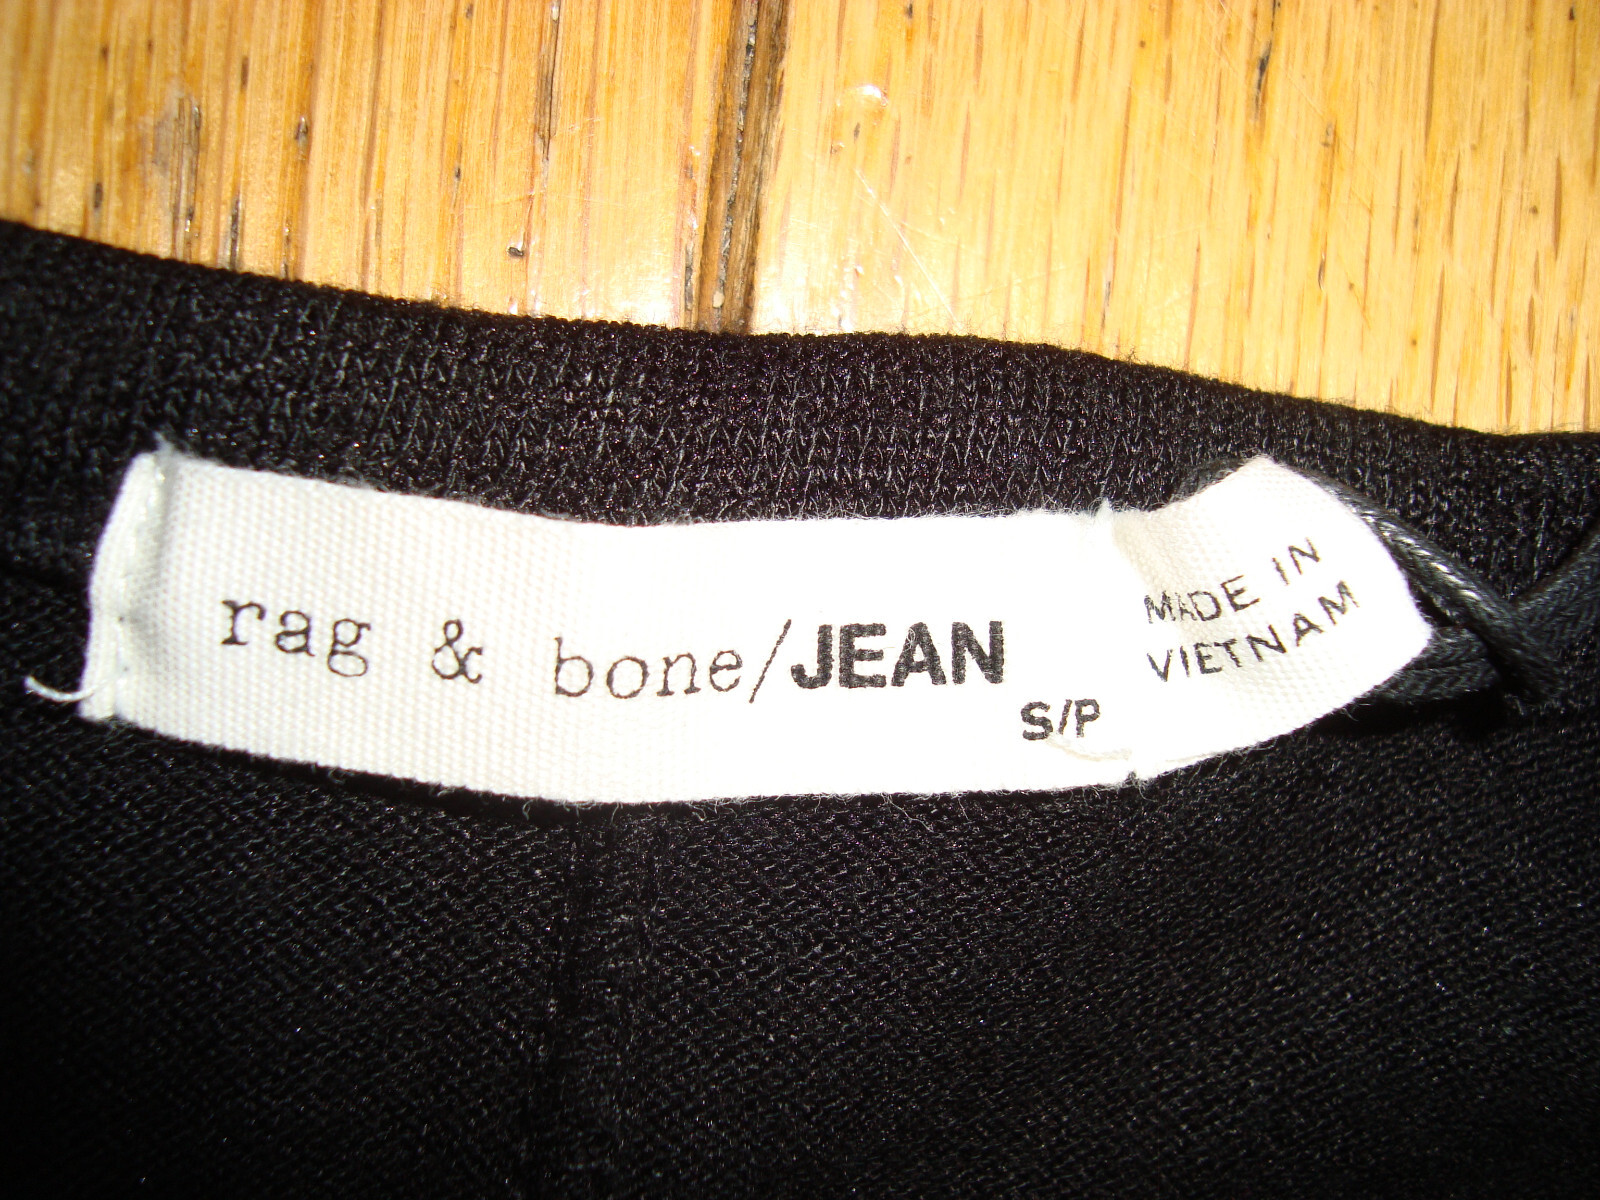 rag & bone/JEAN
S/P
MADE IN
VIETNAM